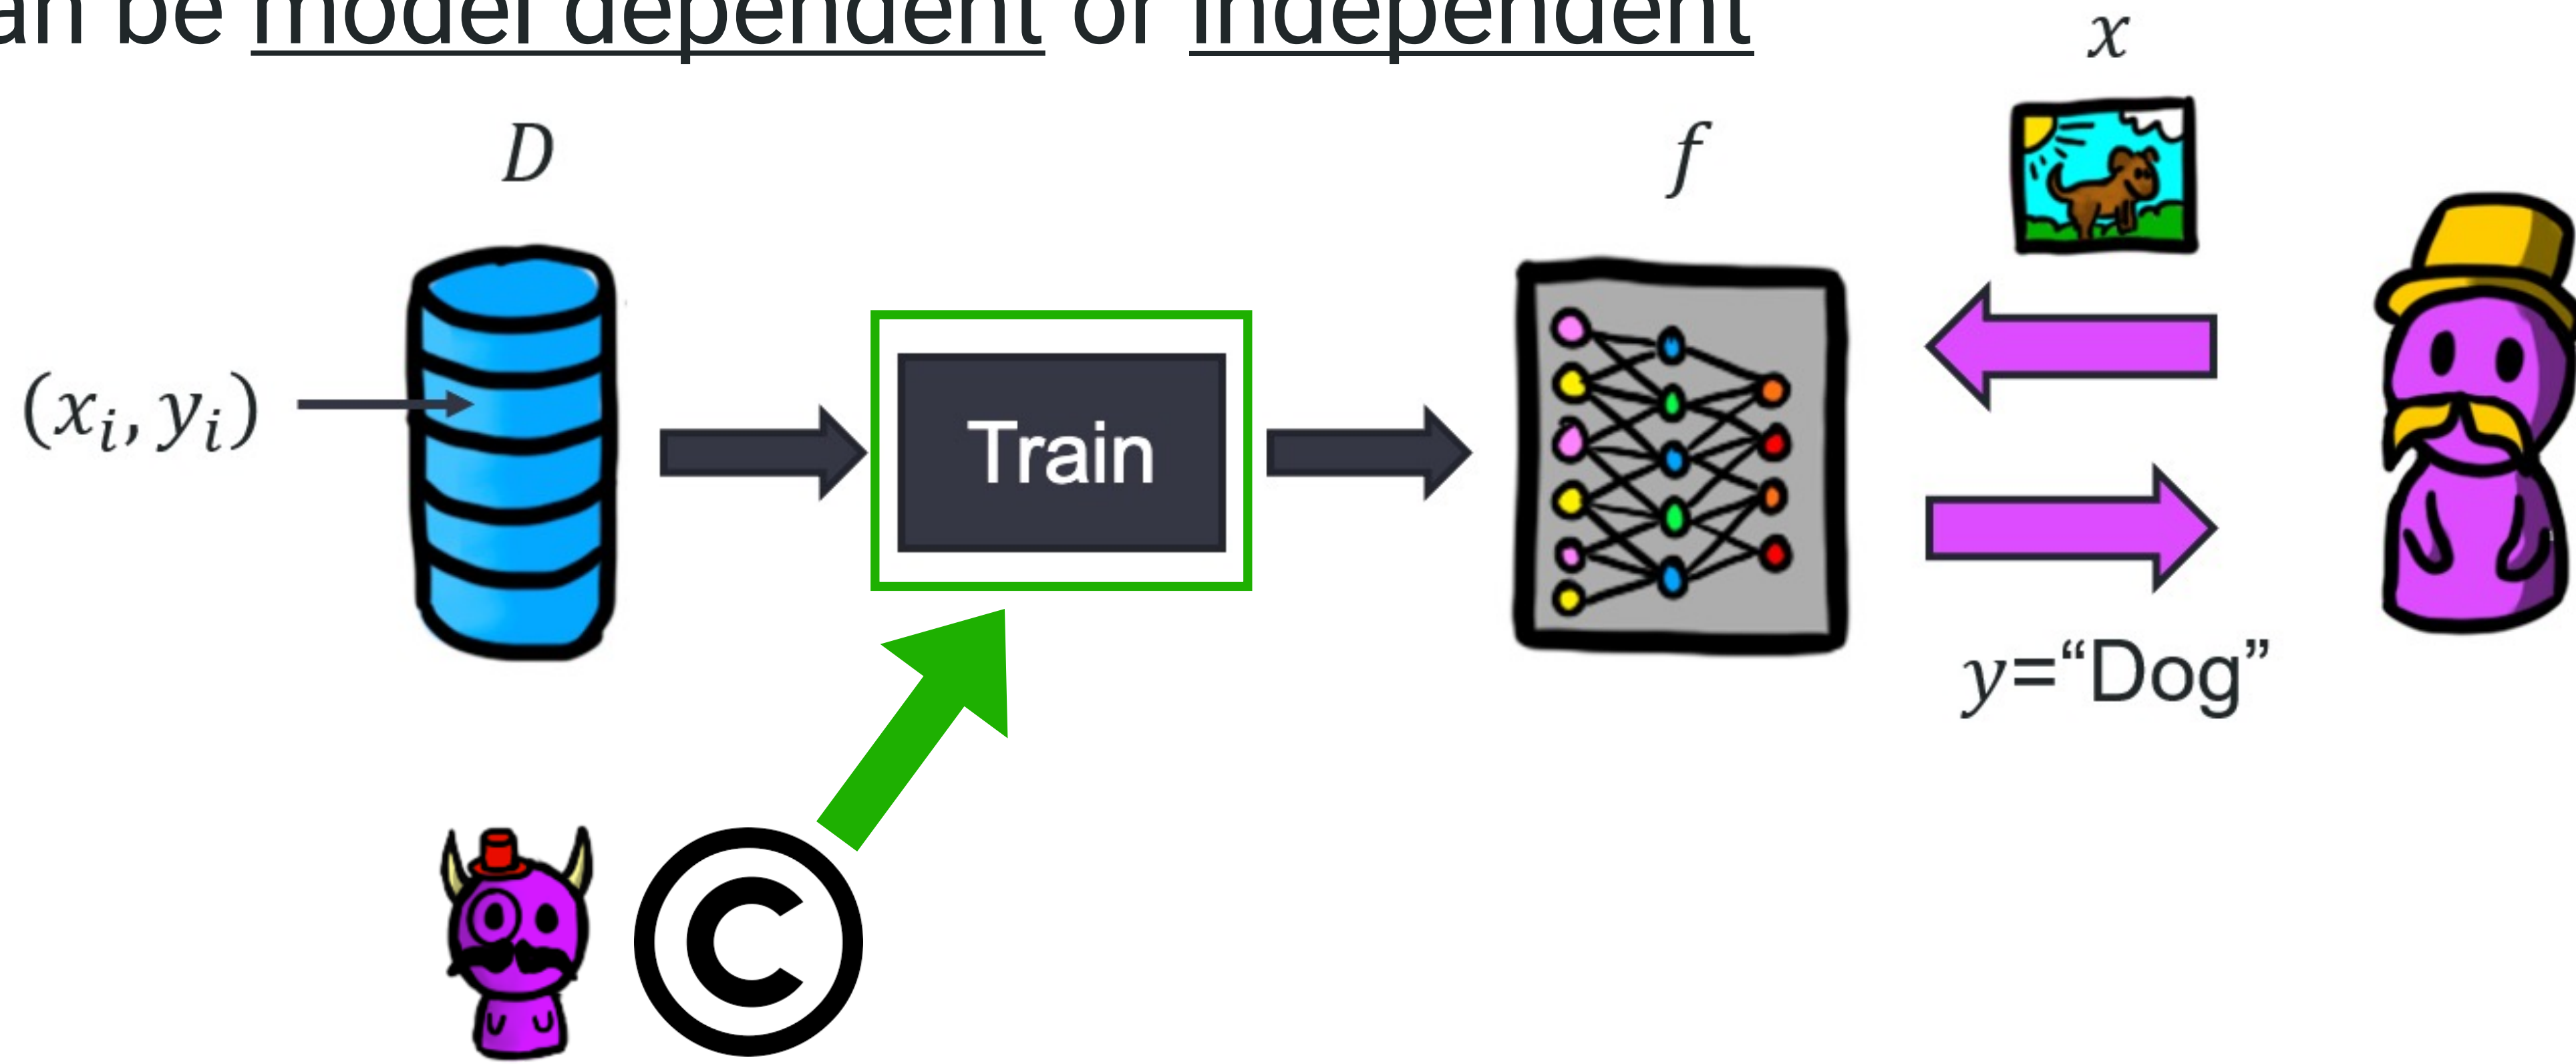 an be model dependent or independent
x
D
f
(xᵢ, yᵢ)
Train
y=“Dog”
©